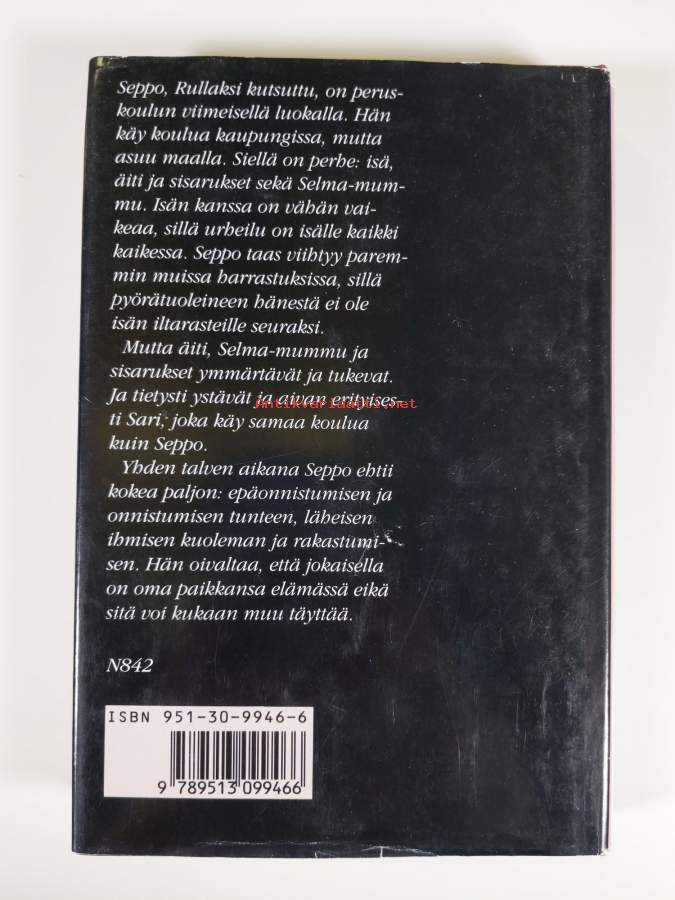 Seppo, Rullaksi kutsuttu, on perus-
koulun viimeisellä luokalla. Hän
käy koulua kaupungissa, mutta
asuu maalla. Siellä on perhe: isä,
äiti ja sisarukset sekä Selma-mum-
mu. Isän kanssa on vähän vai-
keaa, sillä urheilu on isälle kaikki
kaikessa. Seppo taas viihtyy parem-
min muissa harrastuksissa, sillä
pyörätuoleineen hänestä ei ole
isän iltarasteille seuraksi.
Mutta äiti, Selma-mummu ja
sisarukset ymmärtävät ja tukevat.
Ja tietysti ystävät ja aivan erityises-
ti Sari, joka käy samaa koulua
kuin Seppo.
Yhden talven aikana Seppo ehtii
kokea paljon: epäonnistumisen ja
onnistumisen tunteen, läheisen
ihmisen kuoleman ja rakastumi-
sen. Hän oivaltaa, että jokaisella
on oma paikkansa elämässä eikä
sitä voi kukaan muu täyttää.
N842
ISBN 951-30-9946-6
9 789513 099466
Antikvariaatti.net